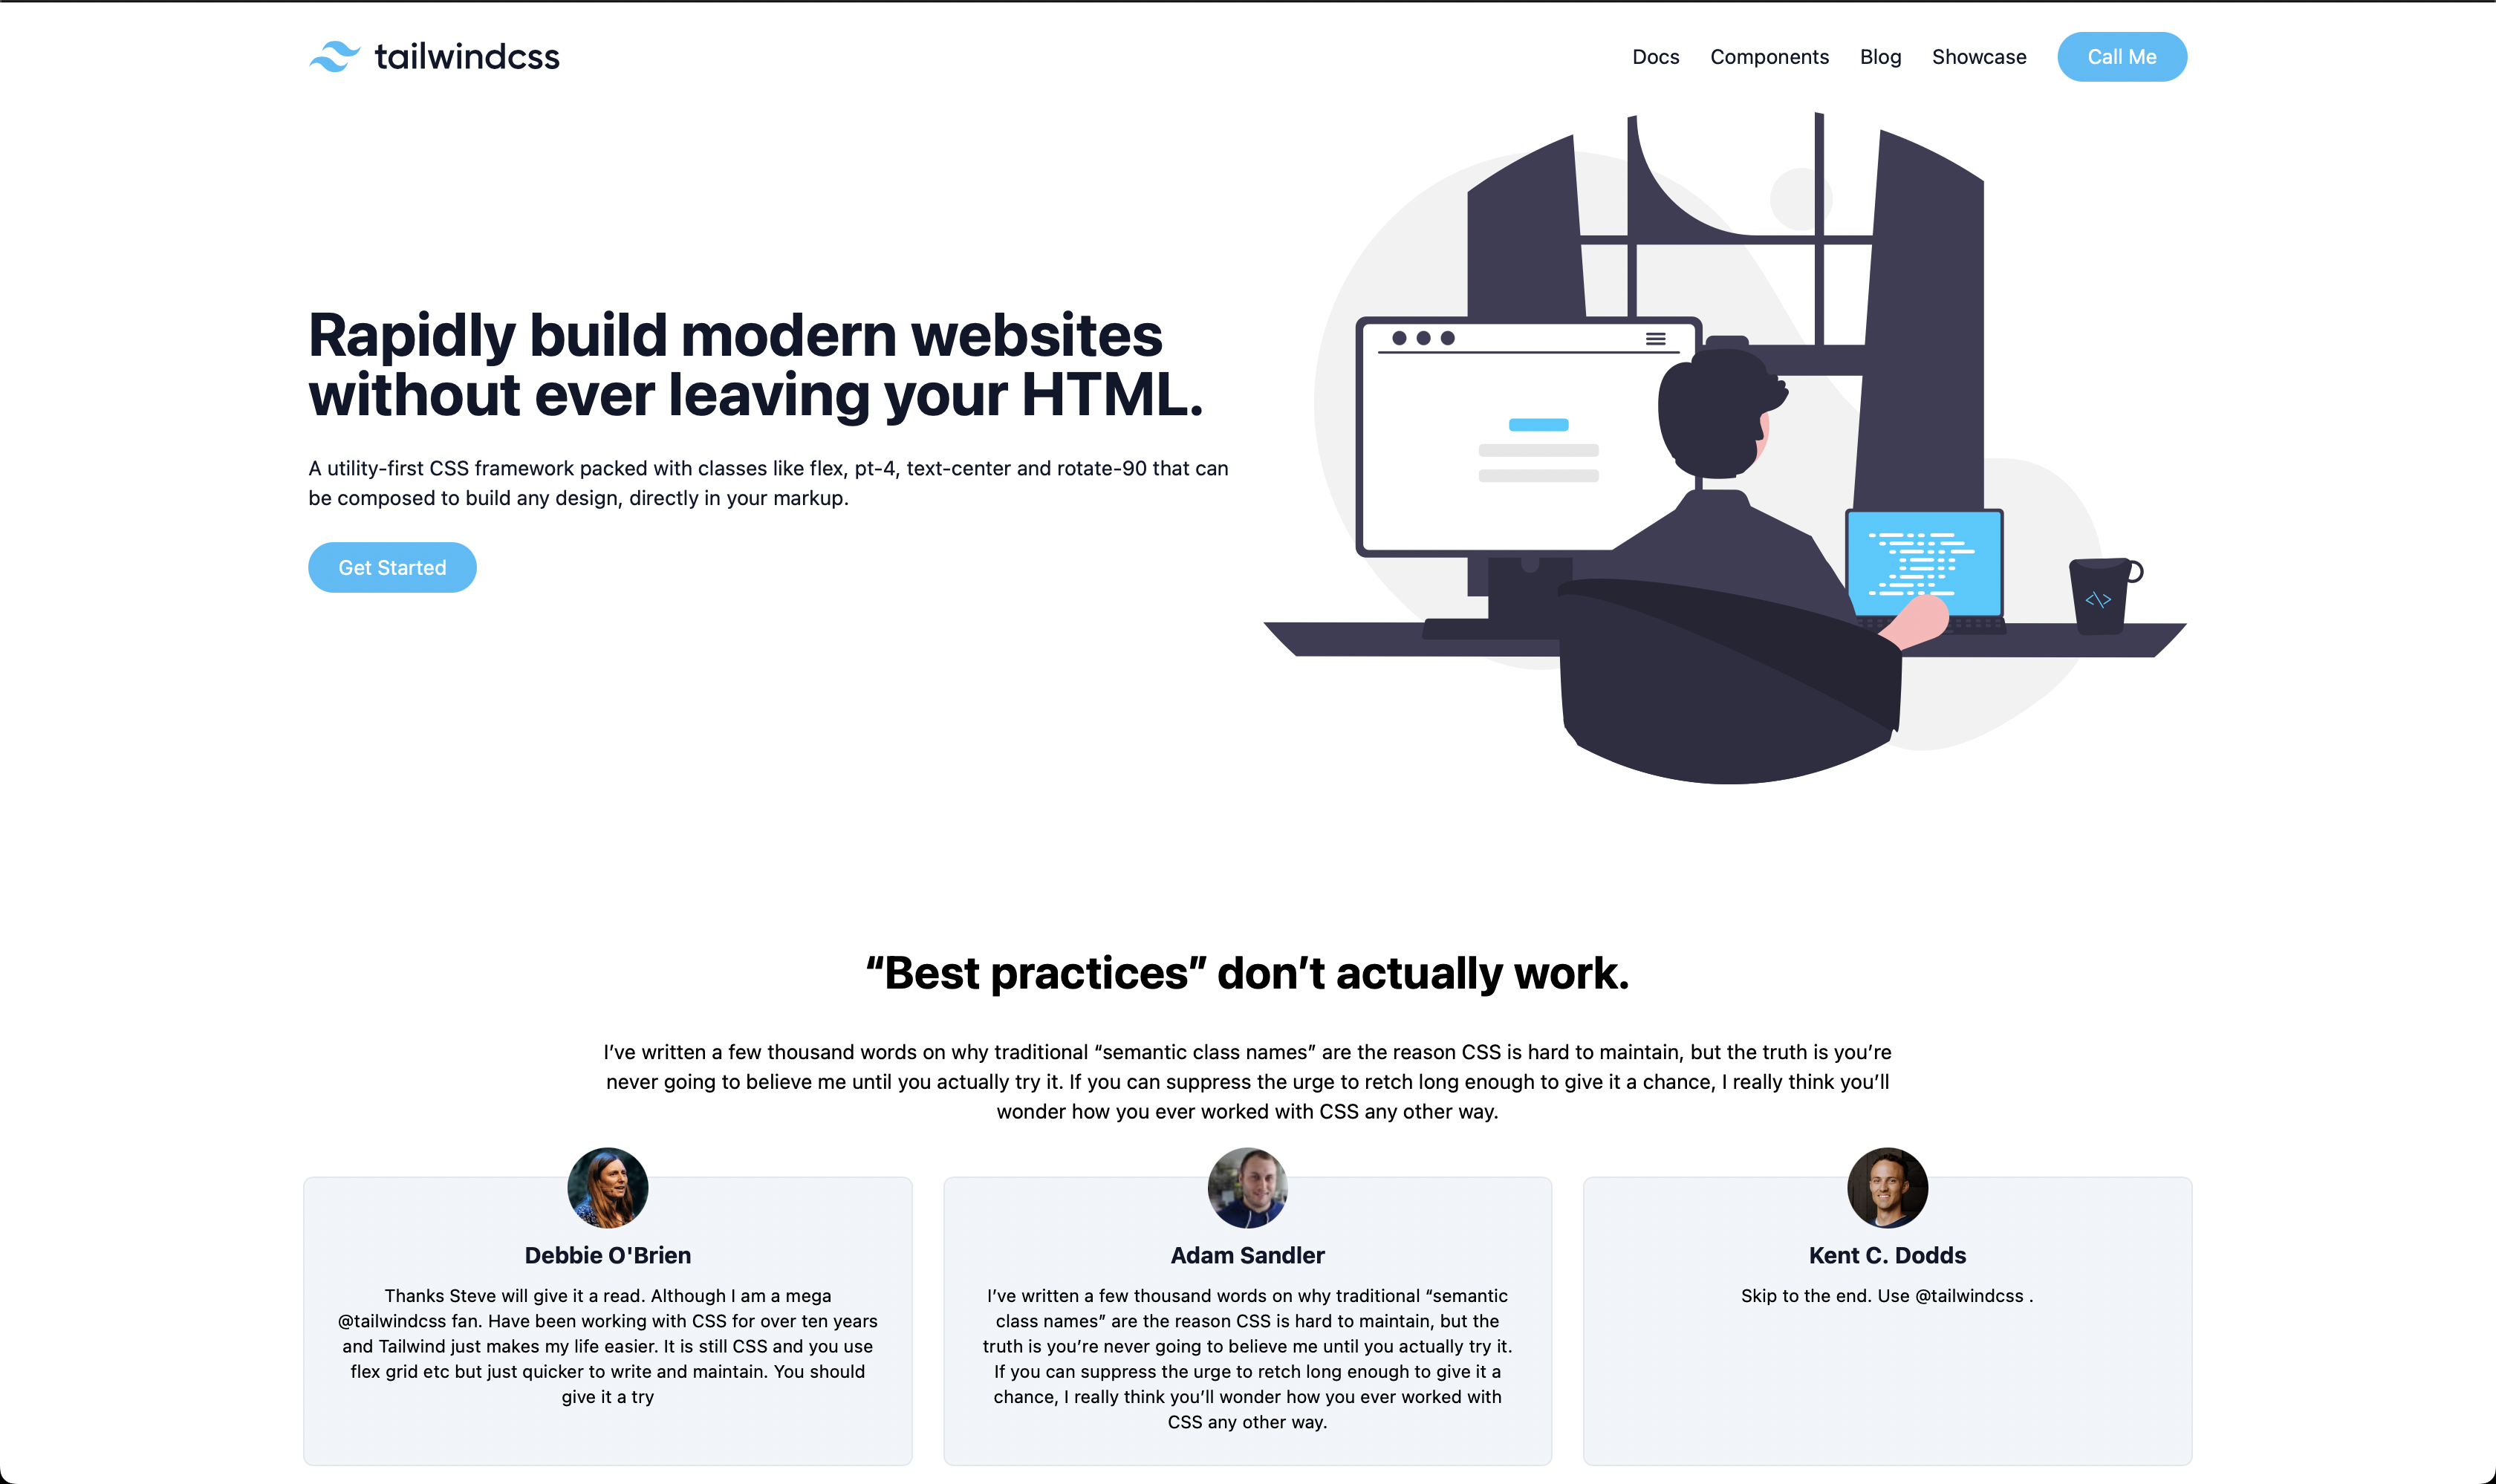 tailwindcss
Docs Components Blog Showcase Call Me
Rapidly build modern websites
without ever leaving your HTML.
A utility-first CSS framework packed with classes like flex, pt-4, text-center and rotate-90 that can
be composed to build any design, directly in your markup.
Get Started
<\>
“Best practices” don’t actually work.
I’ve written a few thousand words on why traditional “semantic class names” are the reason CSS is hard to maintain, but the truth is you’re
never going to believe me until you actually try it. If you can suppress the urge to retch long enough to give it a chance, I really think you’ll
wonder how you ever worked with CSS any other way.
Debbie O'Brien
Thanks Steve will give it a read. Although I am a mega
@tailwindcss fan. Have been working with CSS for over ten years
and Tailwind just makes my life easier. It is still CSS and you use
flex grid etc but just quicker to write and maintain. You should
give it a try
Adam Sandler
I’ve written a few thousand words on why traditional “semantic
class names” are the reason CSS is hard to maintain, but the
truth is you’re never going to believe me until you actually try it.
If you can suppress the urge to retch long enough to give it a
chance, I really think you’ll wonder how you ever worked with
CSS any other way.
Kent C. Dodds
Skip to the end. Use @tailwindcss .